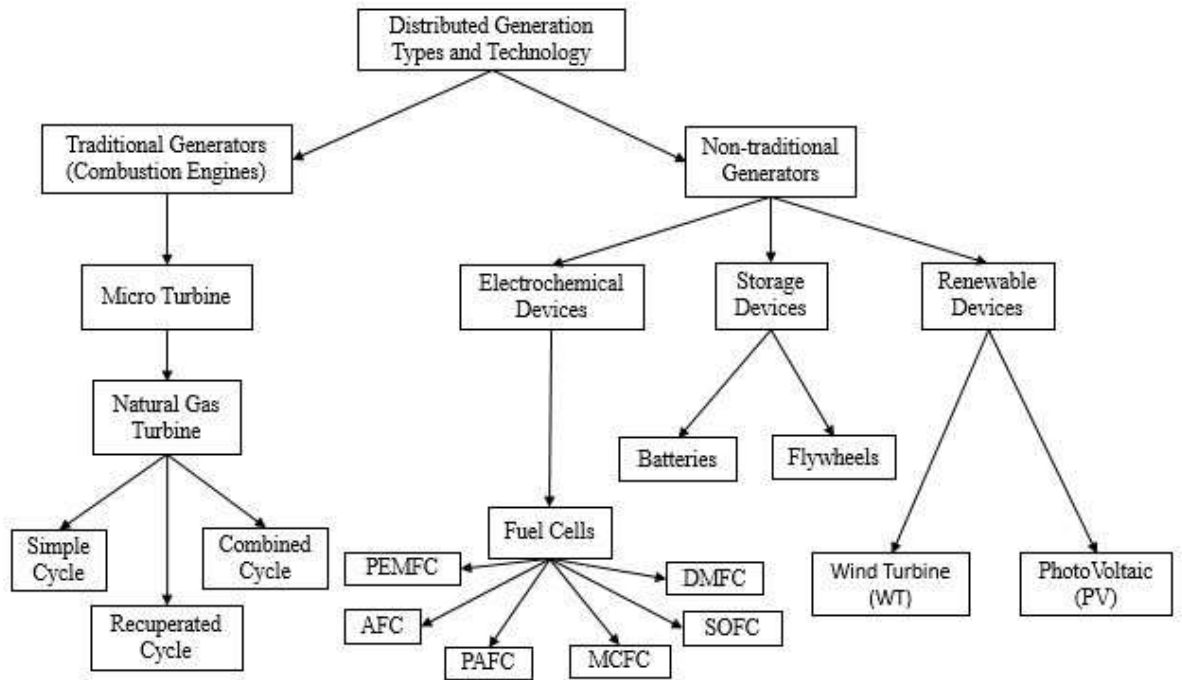 Distributed Generation
Types and Technology
Traditional Generators
(Combustion Engines)
Non-traditional
Generators
Micro Turbine
Electrochemical
Devices
Storage
Devices
Renewable
Devices
Natural Gas
Turbine
Batteries
Flywheels
Simple
Cycle
Combined
Cycle
Recuperated
Cycle
Fuel Cells
PEMFC
AFC
PAFC
MCFC
SOFC
DMFC
Wind Turbine
(WT)
PhotoVoltaic
(PV)